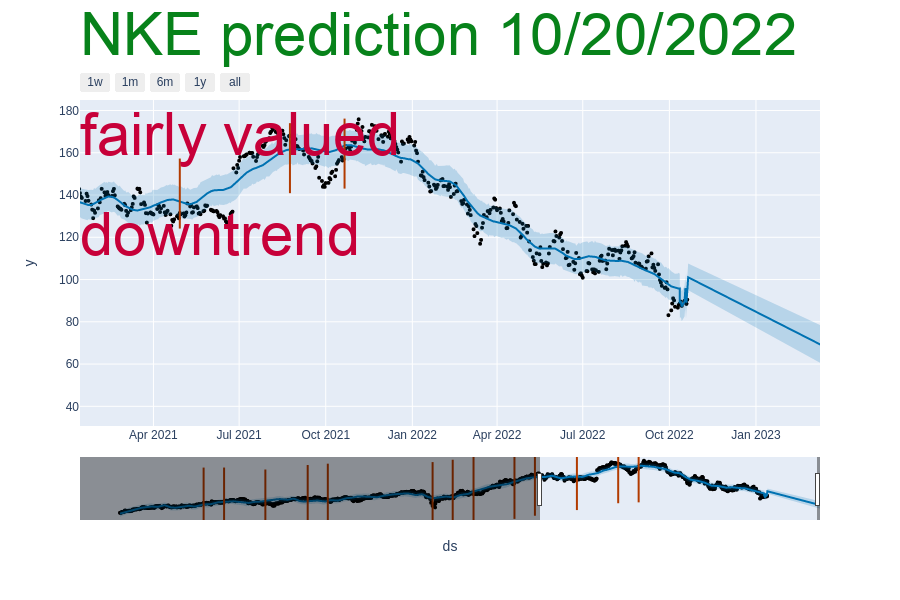 NKE prediction 10/20/2022
1w 1m 6m 1y all
180
fairly valued
160
140
downtrend
120
y
100
80
60
40
Apr 2021 Jul 2021 Oct 2021 Jan 2022 Apr 2022 Jul 2022 Oct 2022 Jan 2023
ds